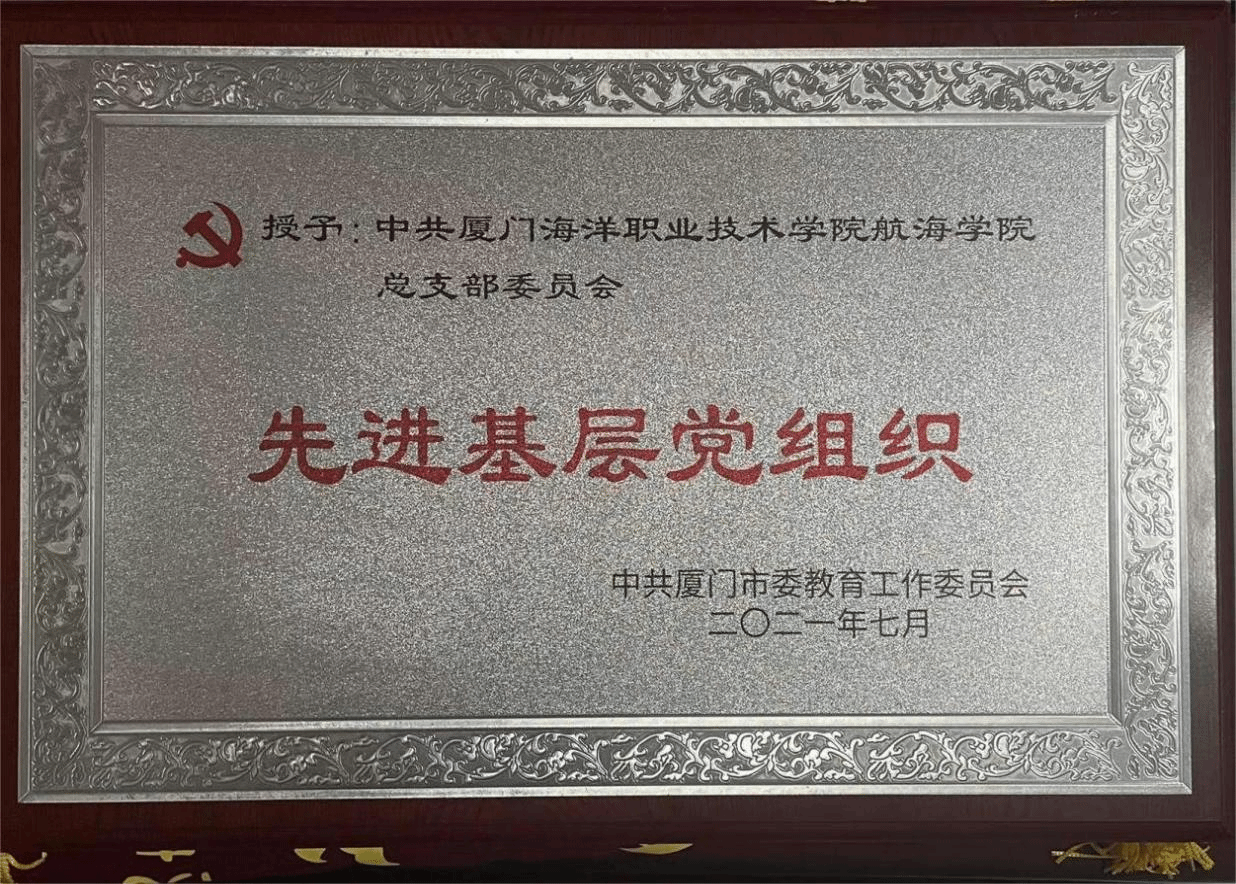 授予：中共厦门海洋职业技术学院航海学院
总支部委员会
先进基层党组织
中共厦门市委教育工作委员会
二〇二一年七月